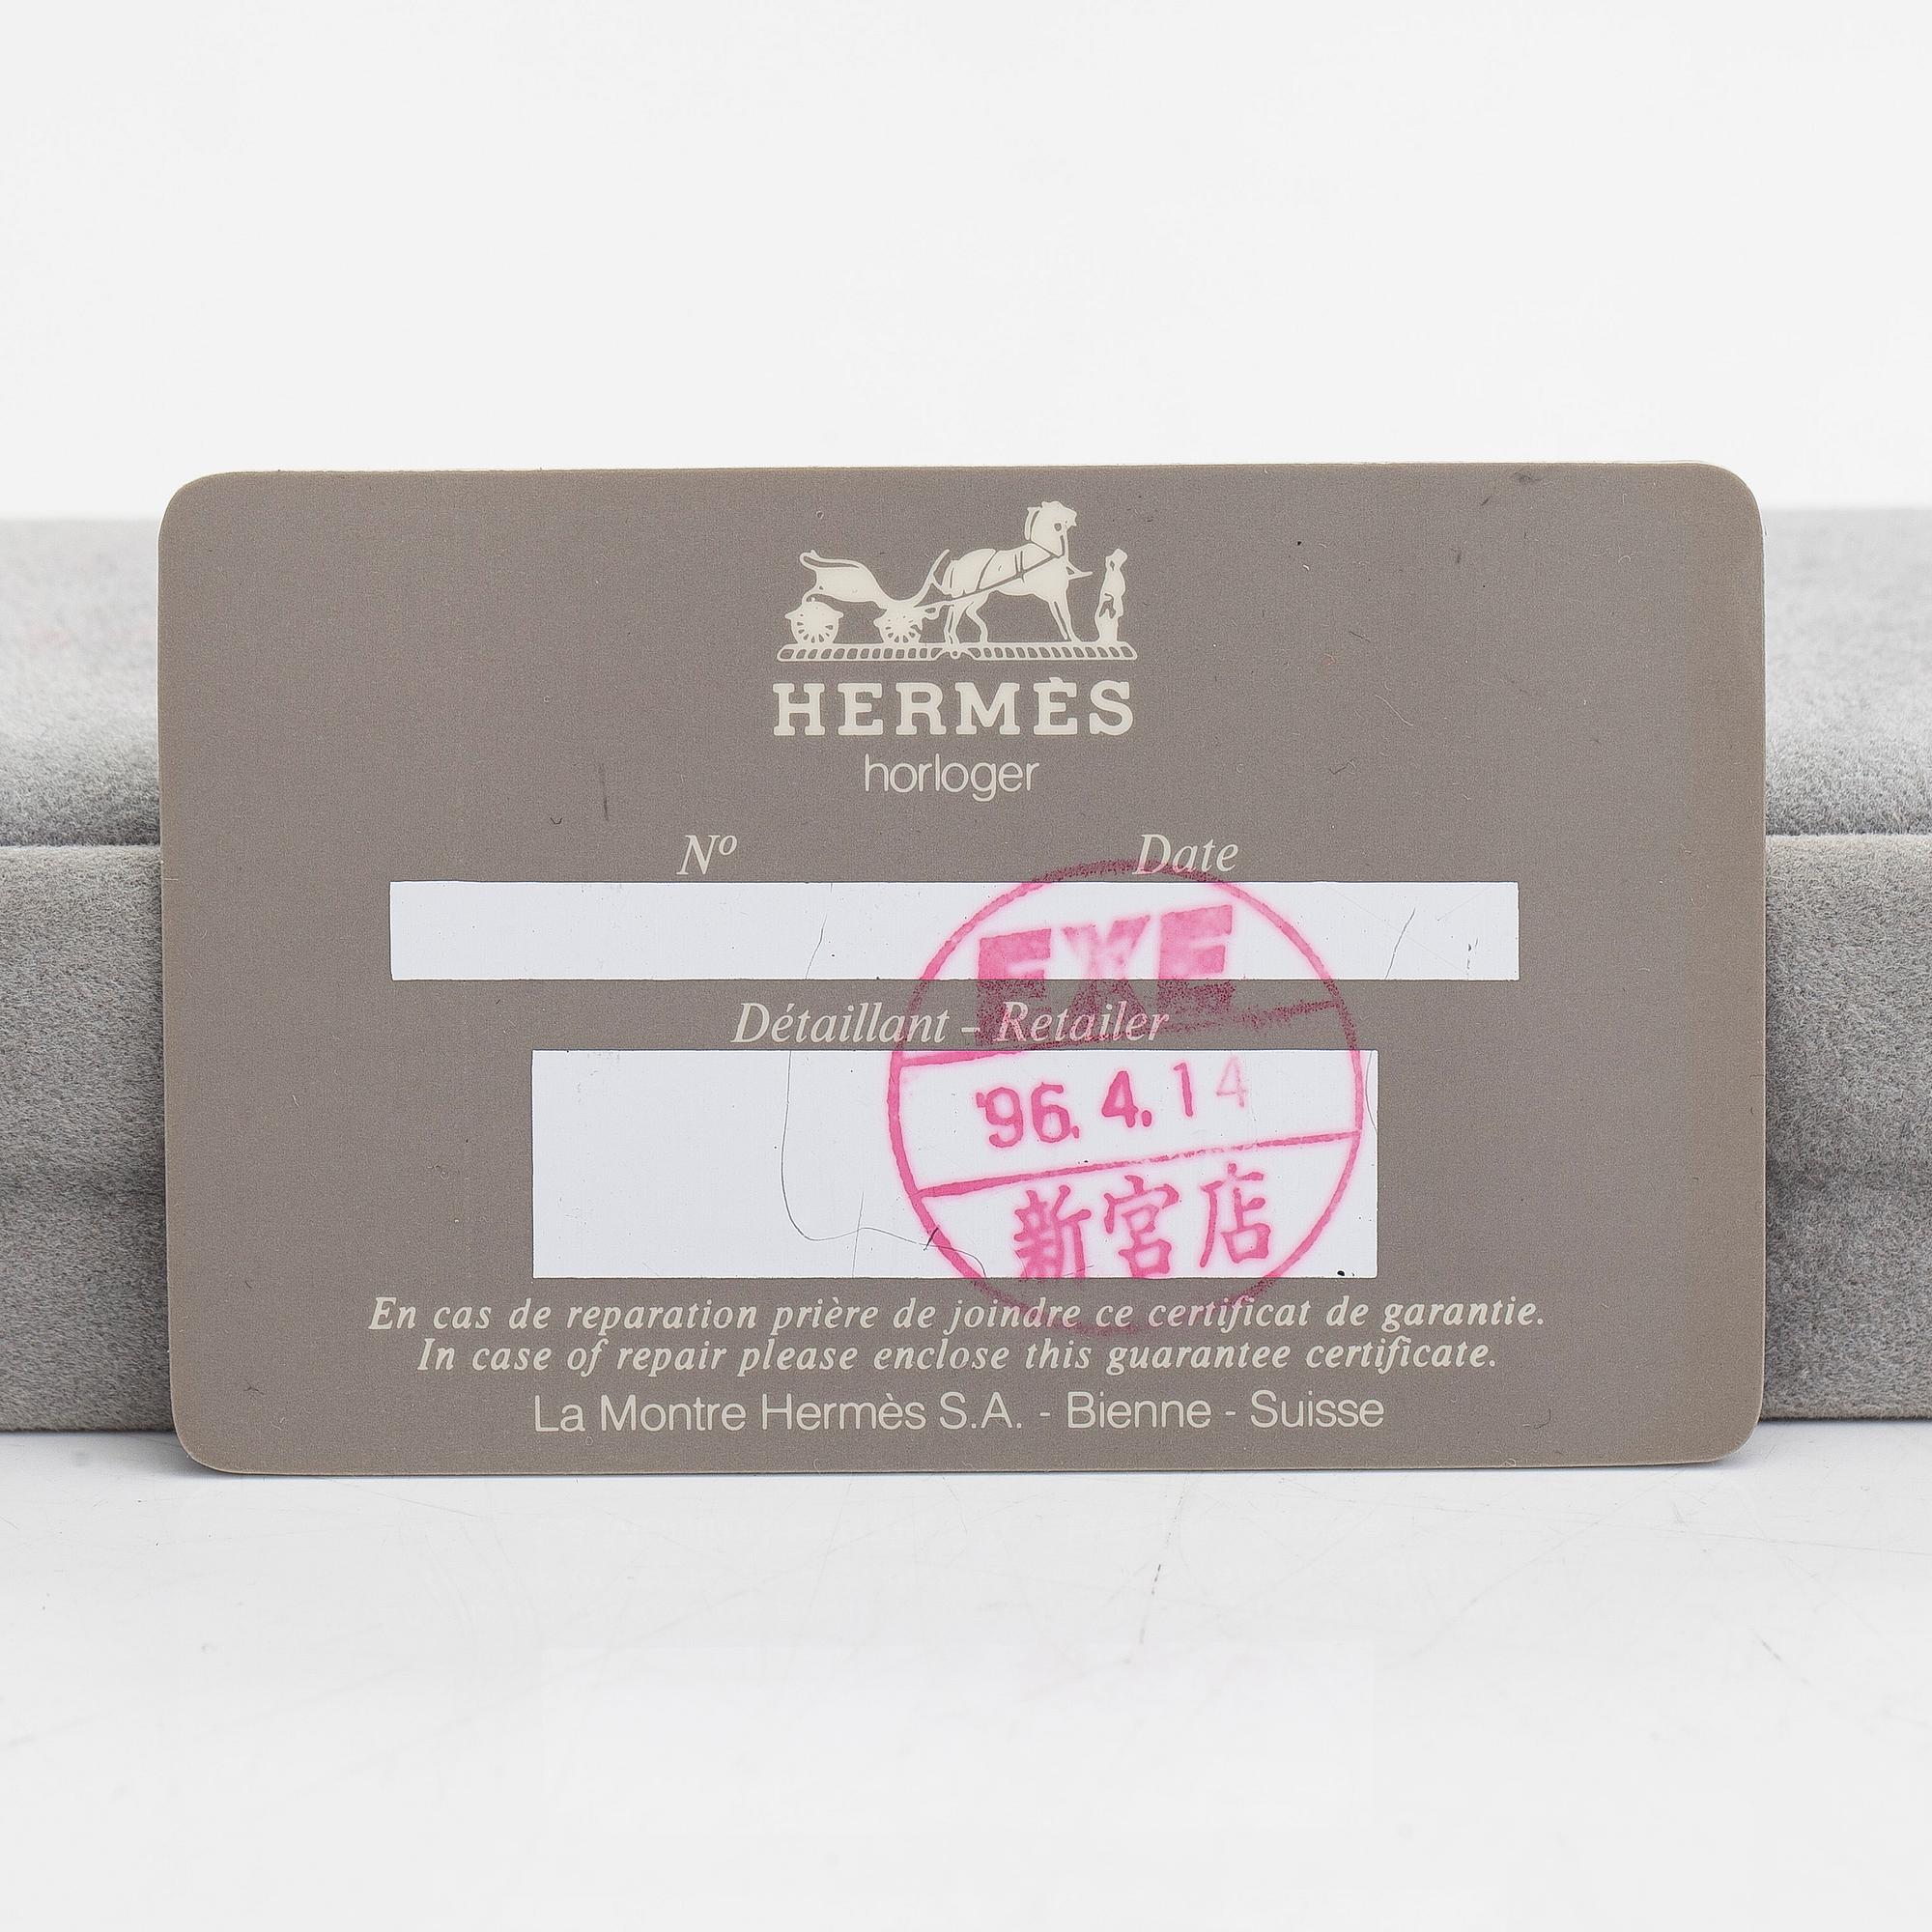 HERMÈS
horloger
Nº Date
EXE
Détaillant - Retailer
'96. 4. 14
新宮店
En cas de reparation prière de joindre ce certificat de garantie.
In case of repair please enclose this guarantee certificate.
La Montre Hermès S.A. - Bienne - Suisse